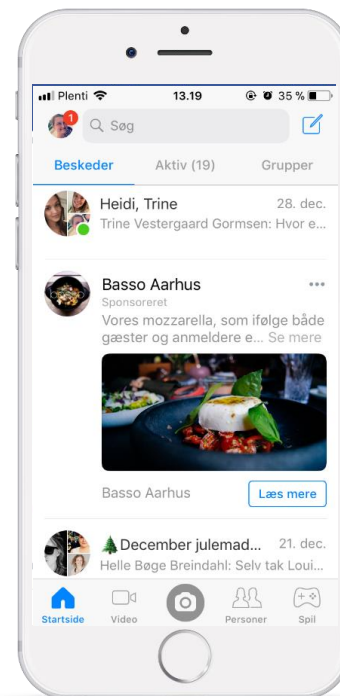 Plenti 13.19 35 %
1
Søg
Beskeder Aktiv (19) Grupper
Heidi, Trine 28. dec.
Trine Vestergaard Gormsen: Hvor e...
Basso Aarhus
Sponsoreret
Vores mozzarella, som ifølge både
gæster og anmeldere e... Se mere
Basso Aarhus Læs mere
🌲December julemad... 21. dec.
Helle Bøge Breindahl: Selv tak Loui...
Startside Video Personer Spil